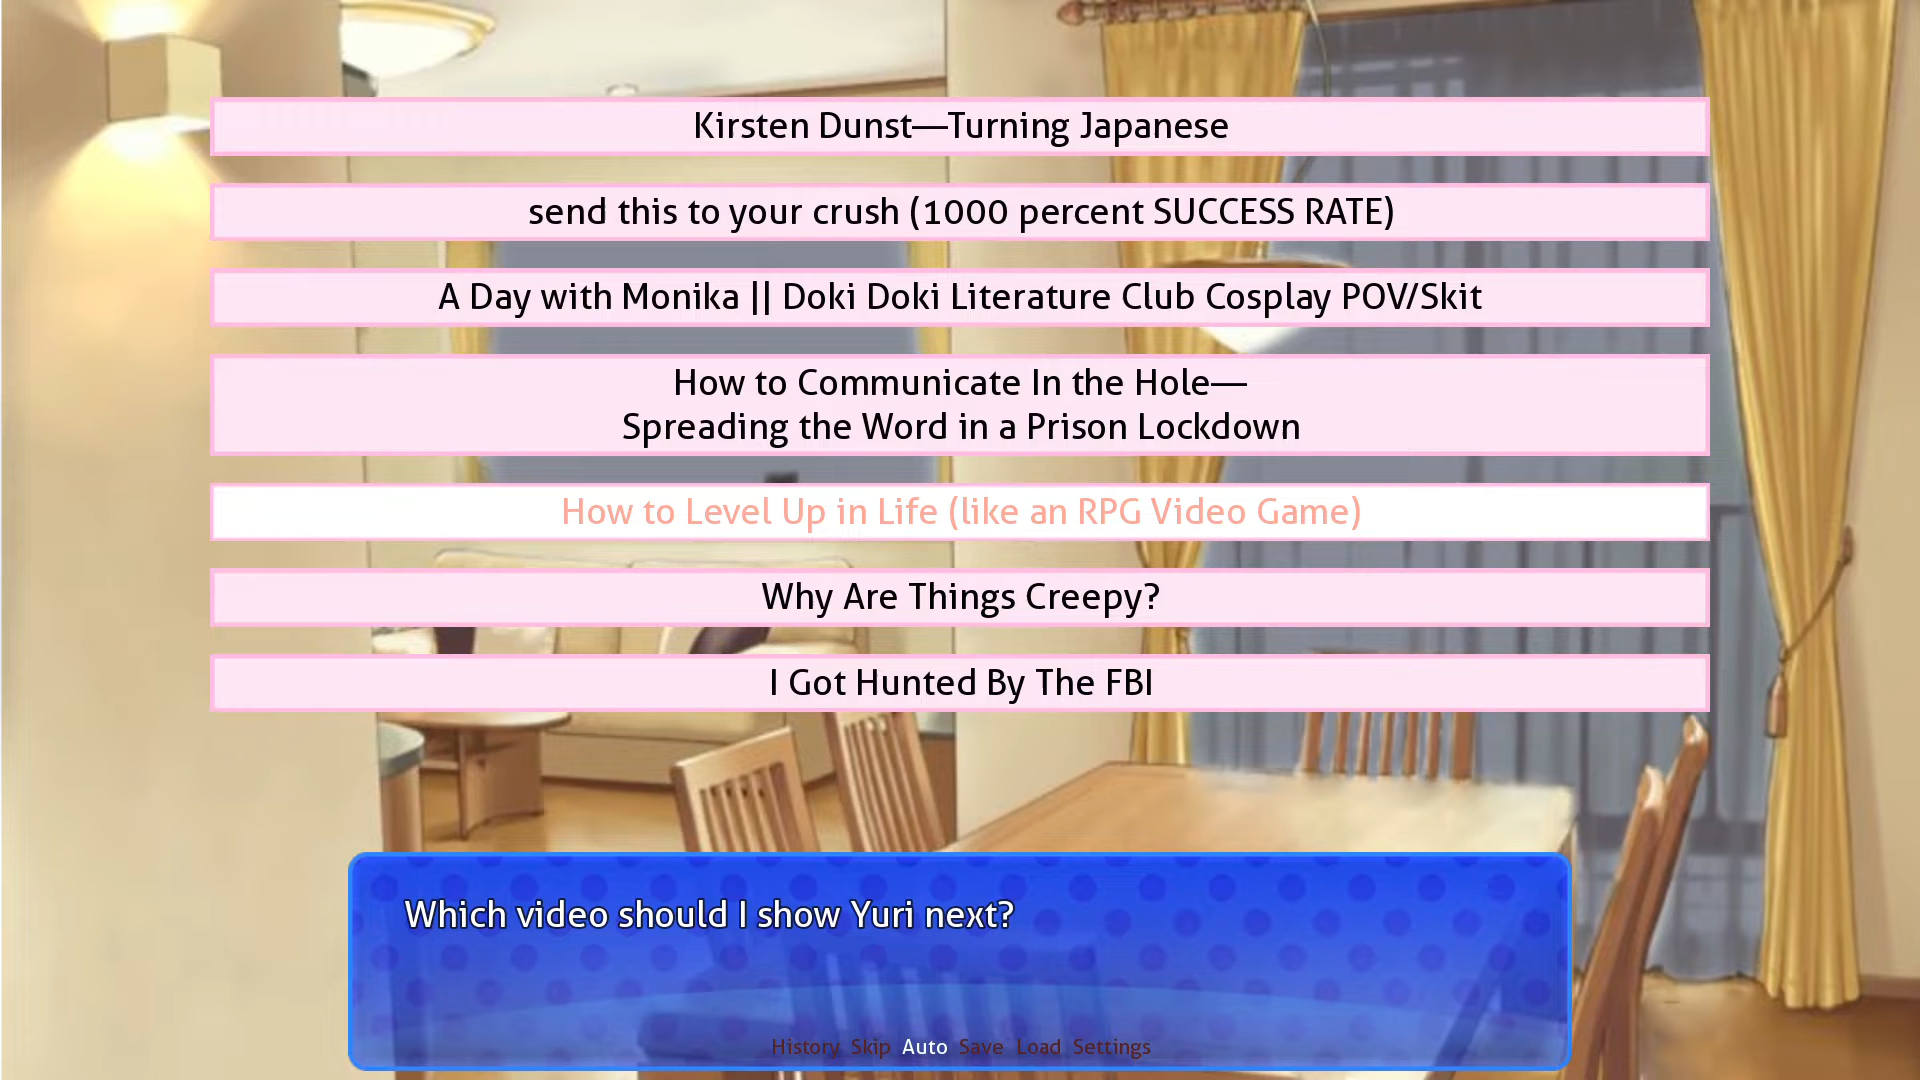 Kirsten Dunst—Turning Japanese
send this to your crush (1000 percent SUCCESS RATE)
A Day with Monika || Doki Doki Literature Club Cosplay POV/Skit
How to Communicate In the Hole—
Spreading the Word in a Prison Lockdown
How to Level Up in Life (like an RPG Video Game)
Why Are Things Creepy?
I Got Hunted By The FBI
Which video should I show Yuri next?
History Skip Auto Save Load Settings